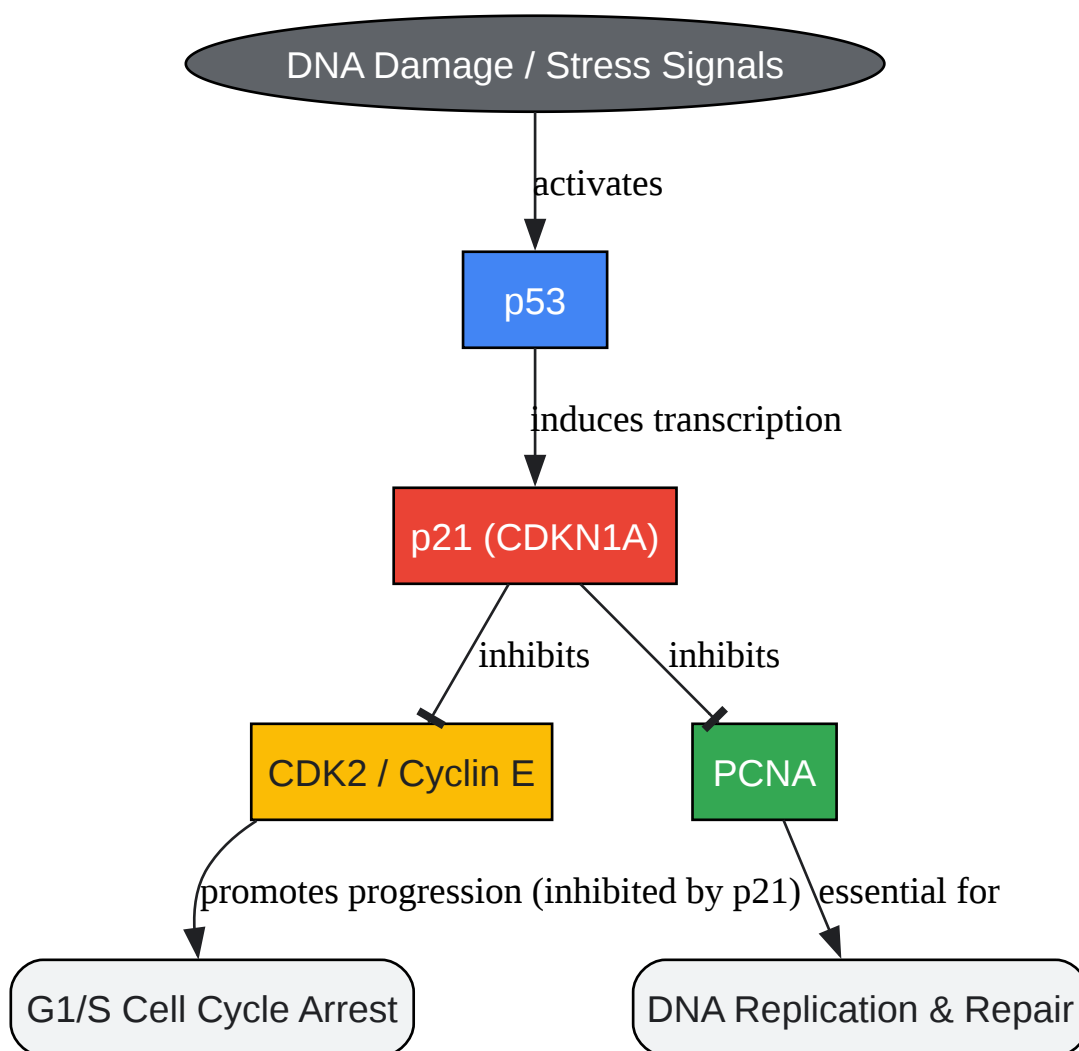 DNA Damage / Stress Signals
activates
p53
induces transcription
p21 (CDKN1A)
inhibits
inhibits
CDK2 / Cyclin E
PCNA
promotes progression (inhibited by p21)
essential for
G1/S Cell Cycle Arrest
DNA Replication & Repair